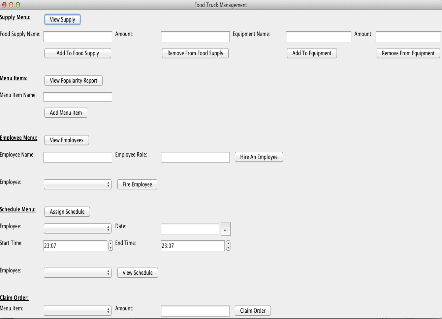 Food Truck Management
Supply Menu: View Supply
Food Supply Name: Amount: Equipment Name: Amount:
Add To Food Supply Remove From Food Supply Add To Equipment Remove From Equipment
Menu Items: View Popularity Report
Menu Item Name:
Add Menu Item
Employee Menu: View Employees
Employee Name: Employee Role: Hire An Employee
Employee: Fire Employee
Schedule Menu: Assign Schedule
Employee: Date: ...
Start Time: 23:07 End Time: 23:07
Employee: View Schedule
Claim Order:
Menu Item: Amount: Claim Order